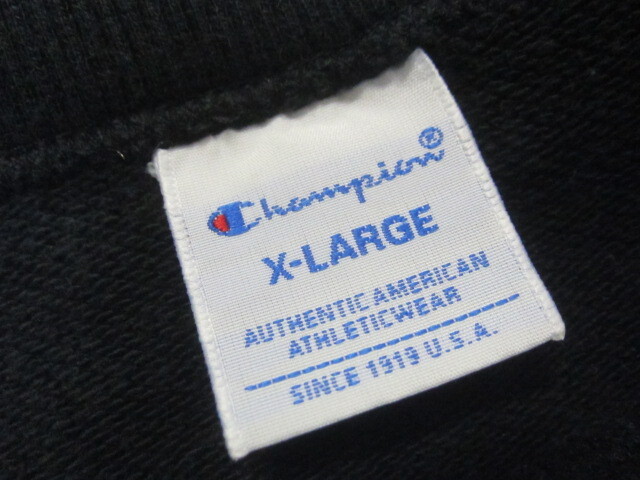 Champion®
X-LARGE
AUTHENTIC AMERICAN
ATHLETICWEAR
SINCE 1919 U.S.A.